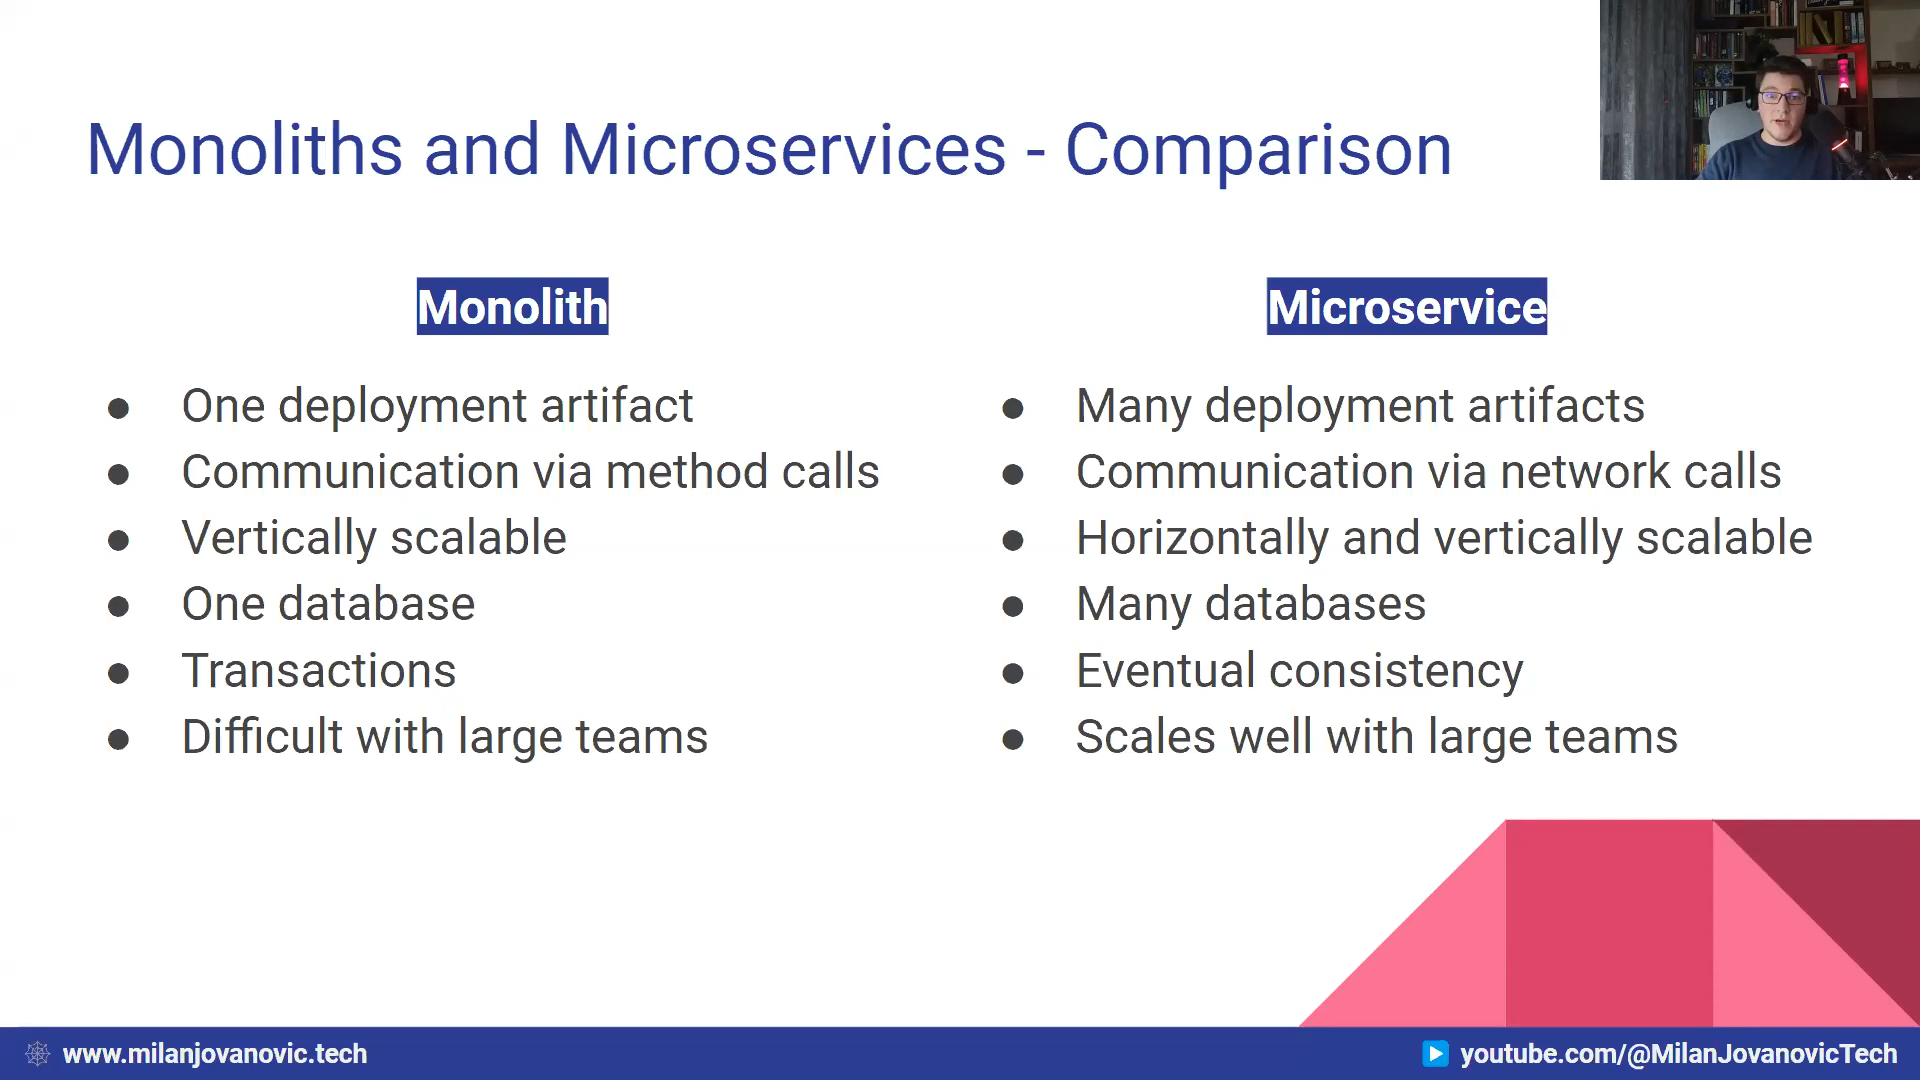 Monoliths and Microservices - Comparison
Monolith
● One deployment artifact
● Communication via method calls
● Vertically scalable
● One database
● Transactions
● Difficult with large teams
Microservice
● Many deployment artifacts
● Communication via network calls
● Horizontally and vertically scalable
● Many databases
● Eventual consistency
● Scales well with large teams
www.milanjovanovic.tech
youtube.com/@MilanJovanovicTech